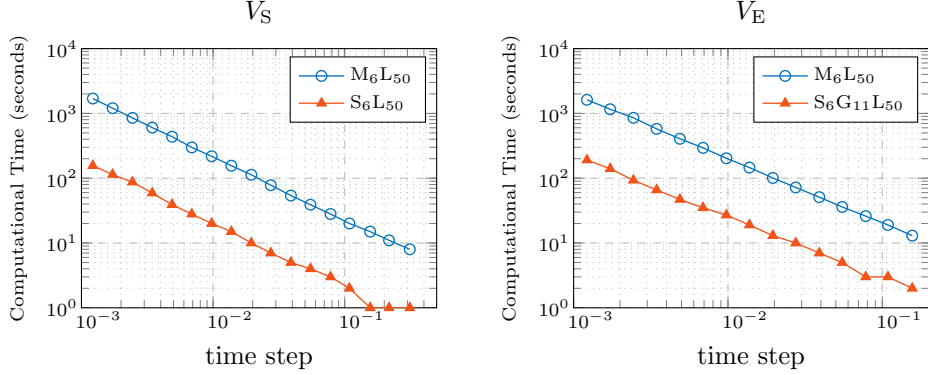 V_S
10^4
10^3
10^2
10^1
10^0
Computational Time (seconds)
M_6L_50
S_6L_50
10^−3 10^−2 10^−1
time step
V_E
10^4
10^3
10^2
10^1
10^0
Computational Time (seconds)
M_6L_50
S_6G_11L_50
10^−3 10^−2 10^−1
time step